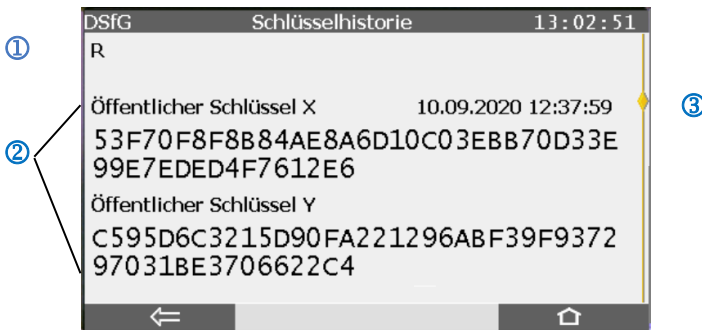 DSfG Schlüsselhistorie 13:02:51
① R
Öffentlicher Schlüssel X 10.09.2020 12:37:59 ③
② 53F70F8F8B84AE8A6D10C03EBB70D33E
99E7EDED4F7612E6
Öffentlicher Schlüssel Y
C595D6C3215D90FA221296ABF39F9372
97031BE3706622C4